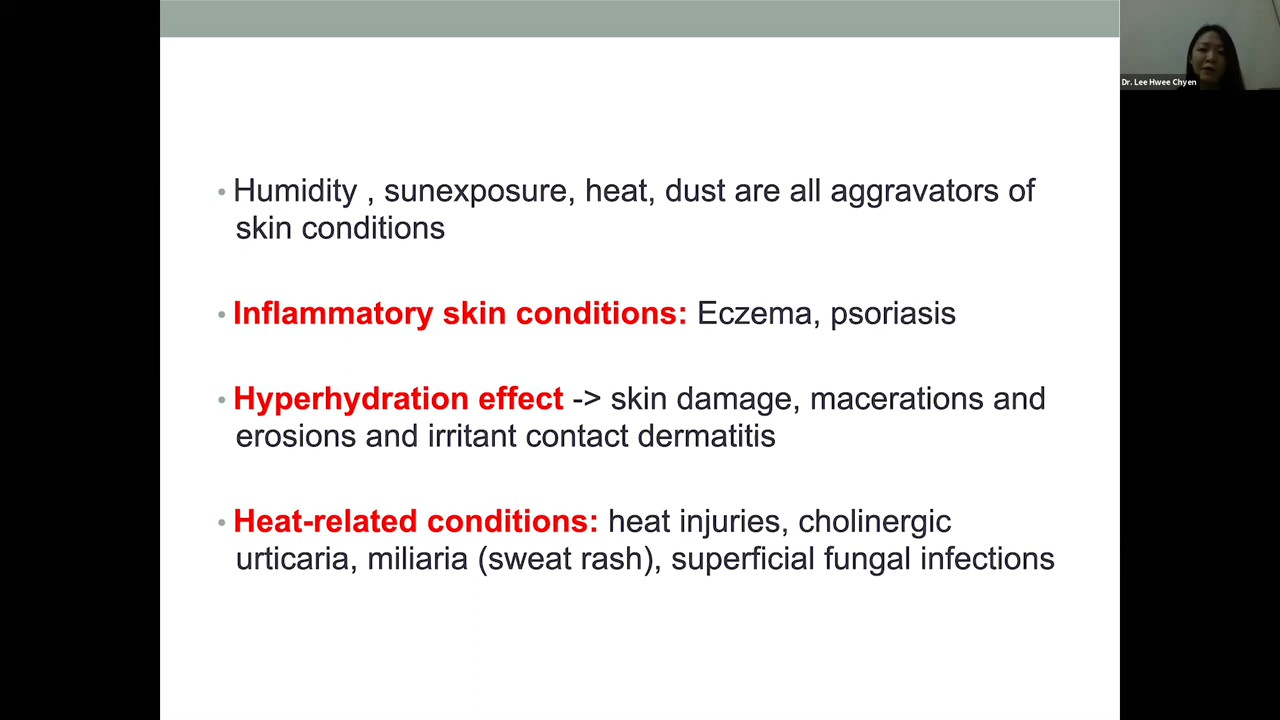 • Humidity , sunexposure, heat, dust are all aggravators of
skin conditions
• Inflammatory skin conditions: Eczema, psoriasis
• Hyperhydration effect -> skin damage, macerations and
erosions and irritant contact dermatitis
• Heat-related conditions: heat injuries, cholinergic
urticaria, miliaria (sweat rash), superficial fungal infections
Dr. Lee Hwee Chyen